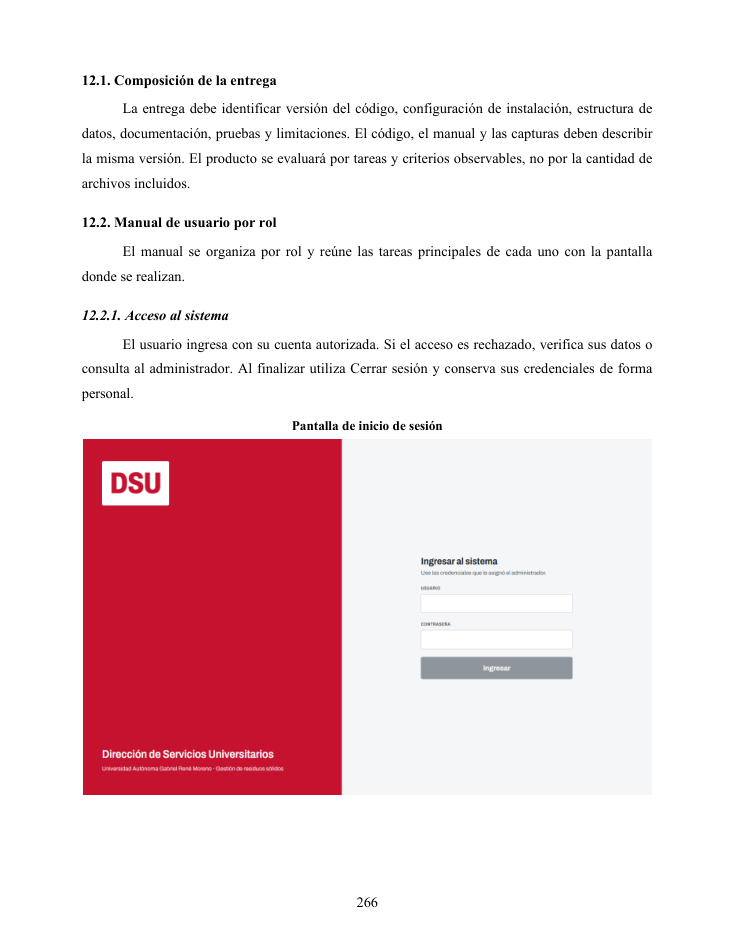 12.1. Composición de la entrega
La entrega debe identificar versión del código, configuración de instalación, estructura de
datos, documentación, pruebas y limitaciones. El código, el manual y las capturas deben describir
la misma versión. El producto se evaluará por tareas y criterios observables, no por la cantidad de
archivos incluidos.
12.2. Manual de usuario por rol
El manual se organiza por rol y reúne las tareas principales de cada uno con la pantalla
donde se realizan.
12.2.1. Acceso al sistema
El usuario ingresa con su cuenta autorizada. Si el acceso es rechazado, verifica sus datos o
consulta al administrador. Al finalizar utiliza Cerrar sesión y conserva sus credenciales de forma
personal.
Pantalla de inicio de sesión
DSU
Ingresar al sistema
Use las credenciales que le asignó el administrador.
USUARIO
CONTRASEÑA
Ingresar
Dirección de Servicios Universitarios
Universidad Autónoma Gabriel René Moreno · Gestión de residuos sólidos
266